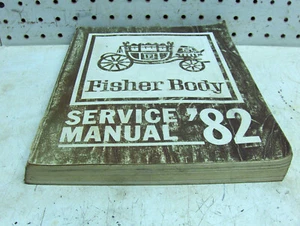 Fisher Body
SERVICE
MANUAL '82